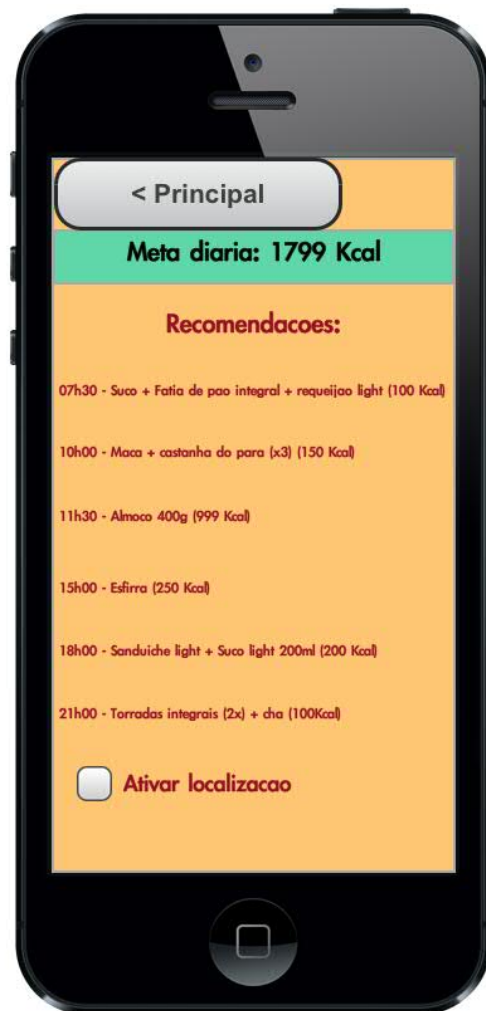 < Principal
Meta diaria: 1799 Kcal
Recomendacoes:
07h30 - Suco + Fatia de pao integral + requeijao light (100 Kcal)
10h00 - Maca + castanha do para (x3) (150 Kcal)
11h30 - Almoco 400g (999 Kcal)
15h00 - Esfirra (250 Kcal)
18h00 - Sanduiche light + Suco light 200ml (200 Kcal)
21h00 - Torradas integrais (2x) + cha (100Kcal)
Ativar localizacao